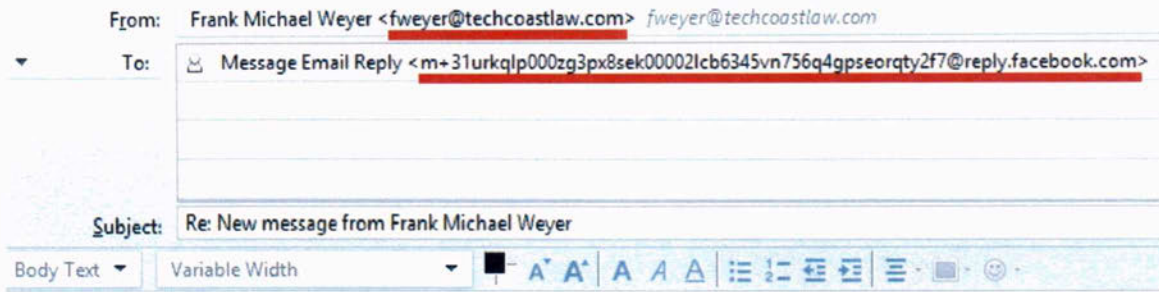 From: Frank Michael Weyer <fweyer@techcoastlaw.com> fweyer@techcoastlaw.com
To: Message Email Reply <m+31urkqlp000zg3px8sek00002lcb6345vn756q4gpseorqty2f7@reply.facebook.com>
Subject: Re: New message from Frank Michael Weyer
Body Text Variable Width A A A A A